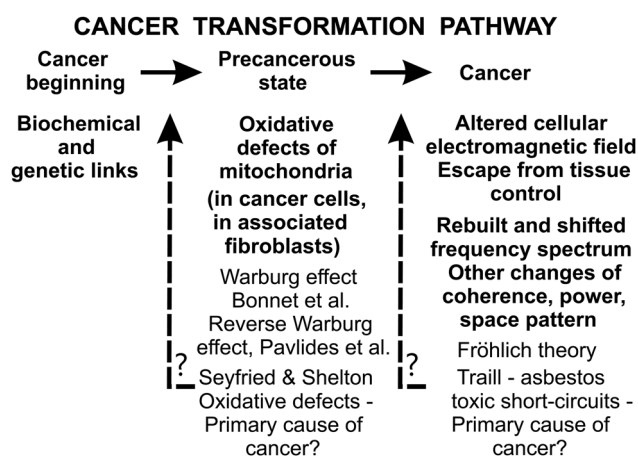 CANCER TRANSFORMATION PATHWAY
Cancer
beginning
Precancerous
state
Cancer
Biochemical
and
genetic links
Oxidative
defects of
mitochondria
(in cancer cells,
in associated
fibroblasts)
Warburg effect
Bonnet et al.
Reverse Warburg
effect, Pavlides et al.
?
Seyfried & Shelton
Oxidative defects -
Primary cause of
cancer?
Altered cellular
electromagnetic field
Escape from tissue
control
Rebuilt and shifted
frequency spectrum
Other changes of
coherence, power,
space pattern
Fröhlich theory
?
Traill - asbestos
toxic short-circuits -
Primary cause of
cancer?